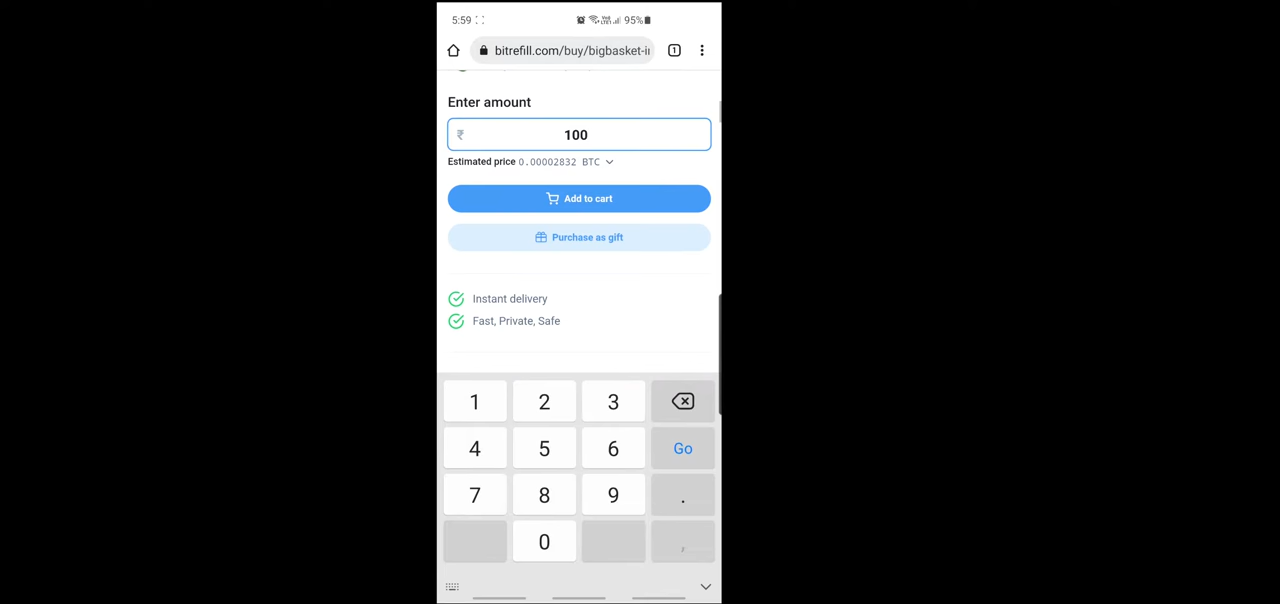 5:59 95%
bitrefill.com/buy/bigbasket-i 1
Enter amount
₹ 100
Estimated price 0.00002832 BTC
Add to cart
Purchase as gift
Instant delivery
Fast, Private, Safe
1 2 3
4 5 6 Go
7 8 9 .
0 ,